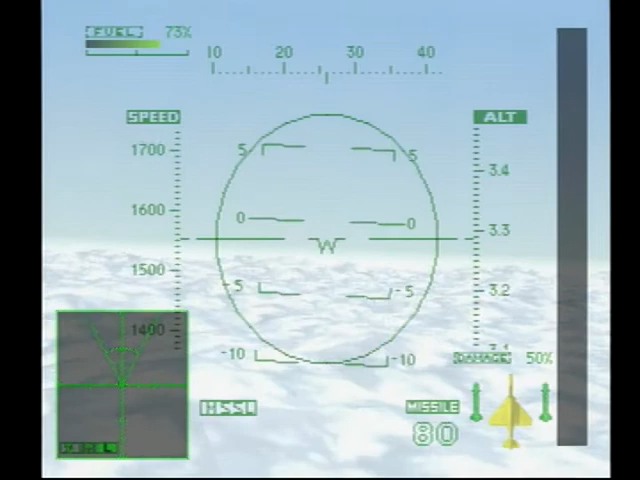 FUEL 73%
10 20 30 40
SPEED
ALT
5 5
1700
3.4
1600
0 0
3.3
1500
-5 -5
3.2
1400
-10 -10
DAMAGE 50%
MSSL
MISSILE
80